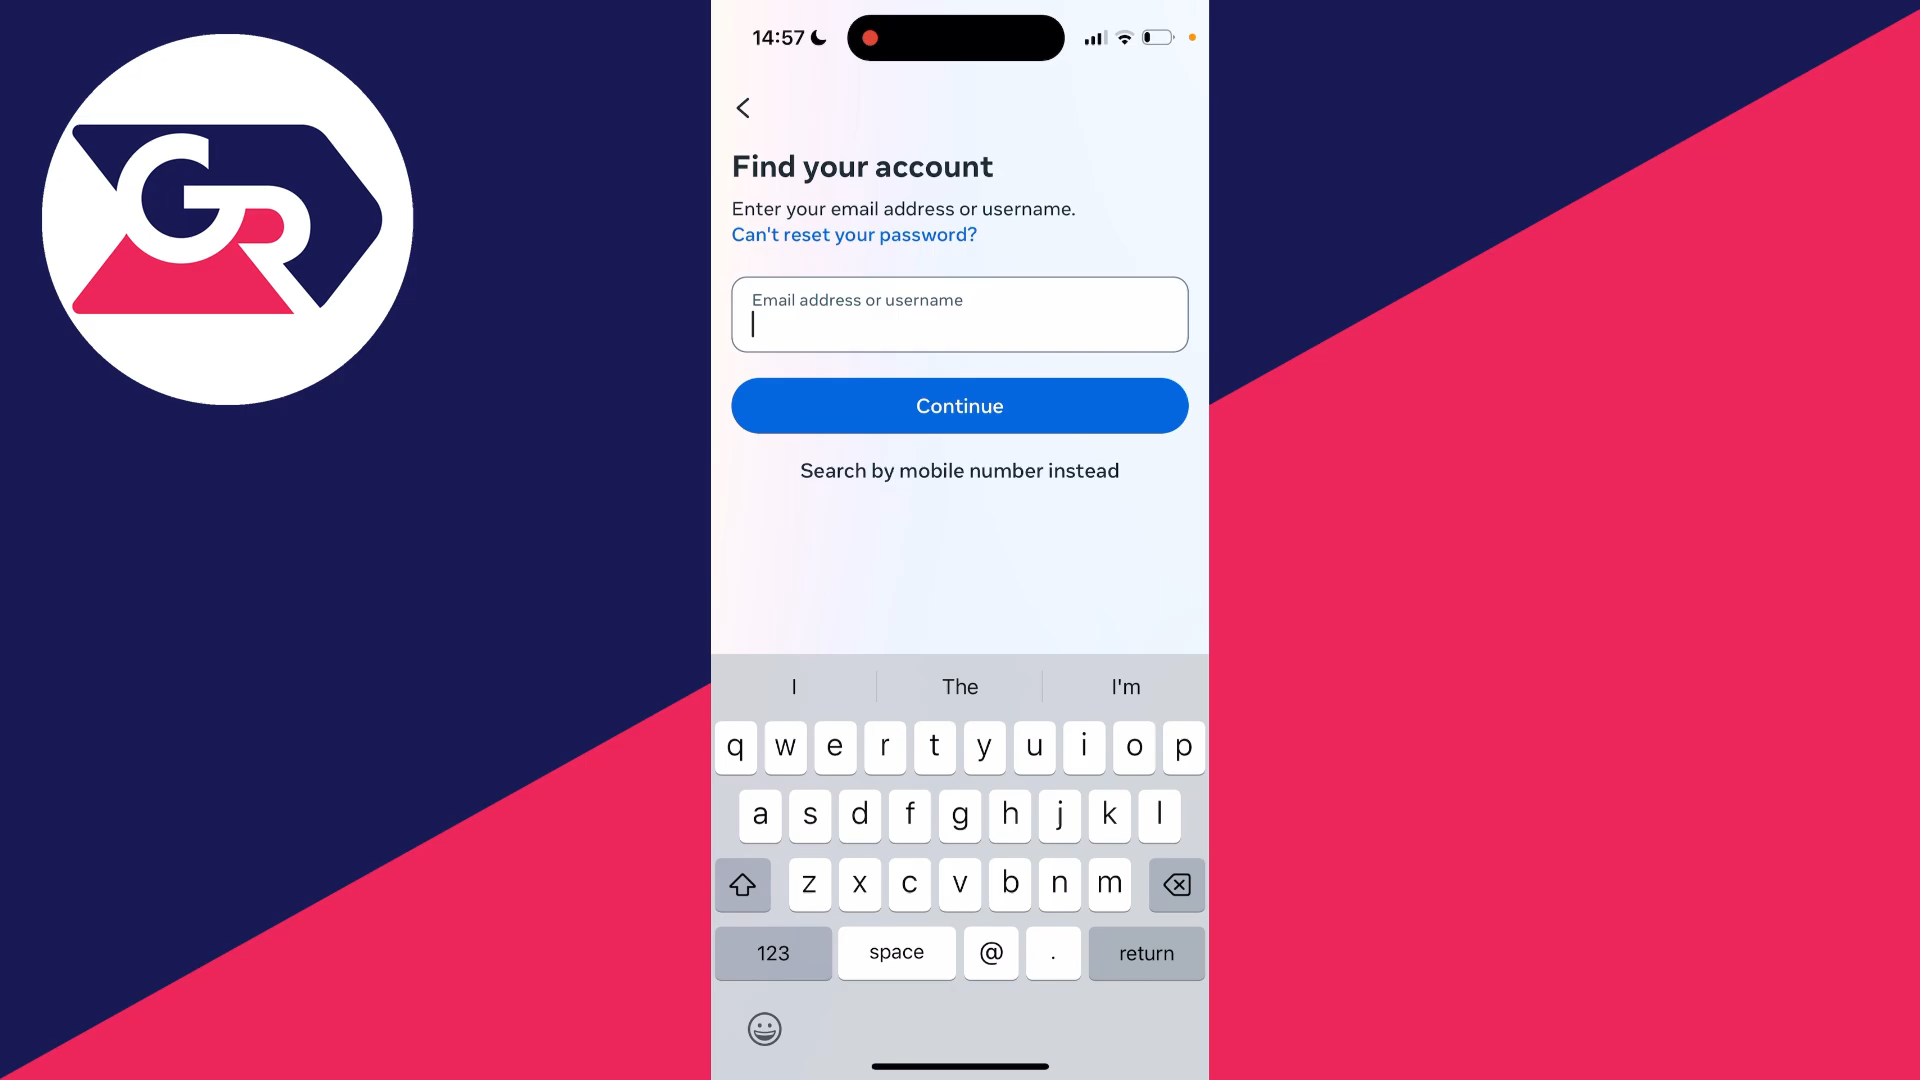 GR
14:57
Find your account
Enter your email address or username.
Can't reset your password?
Email address or username
Continue
Search by mobile number instead
I The I'm
q w e r t y u i o p
a s d f g h j k l
z x c v b n m
123 space @ . return